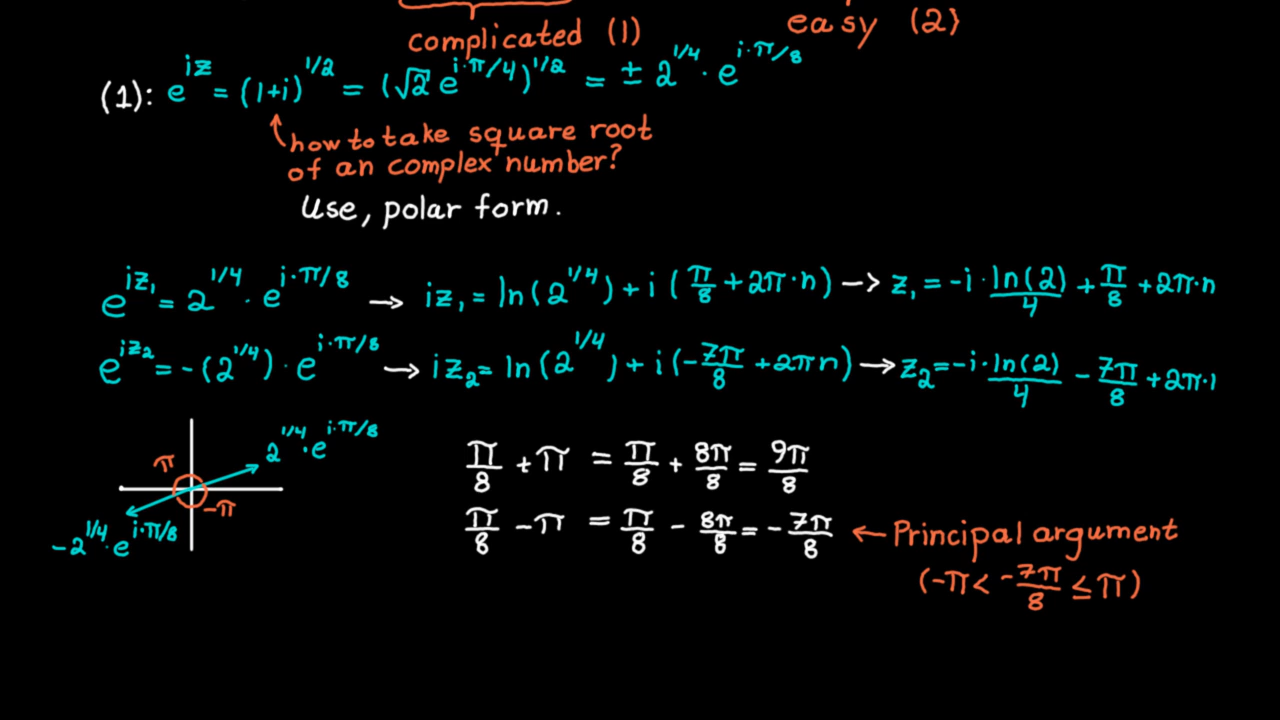 complicated (1)
easy (2)
(1): e^{iz} = (1+i)^{1/2} = (√2 e^{i·π/4})^{1/2} = ± 2^{1/4} · e^{i·π/8}
how to take square root
of an complex number?
Use, polar form.
e^{iz₁} = 2^{1/4} · e^{i·π/8} → iz₁ = ln(2^{1/4}) + i(π/8 + 2π·n) → z₁ = -i · ln(2)/4 + π/8 + 2π·n
e^{iz₂} = -(2^{1/4}) · e^{i·π/8} → iz₂ = ln(2^{1/4}) + i(-7π/8 + 2πn) → z₂ = -i · ln(2)/4 - 7π/8 + 2π·
2^{1/4} · e^{i·π/8}
π
-π
-2^{1/4} · e^{i·π/8}
π/8 + π = π/8 + 8π/8 = 9π/8
π/8 - π = π/8 - 8π/8 = -7π/8 ← Principal argument
(-π < -7π/8 ≤ π)